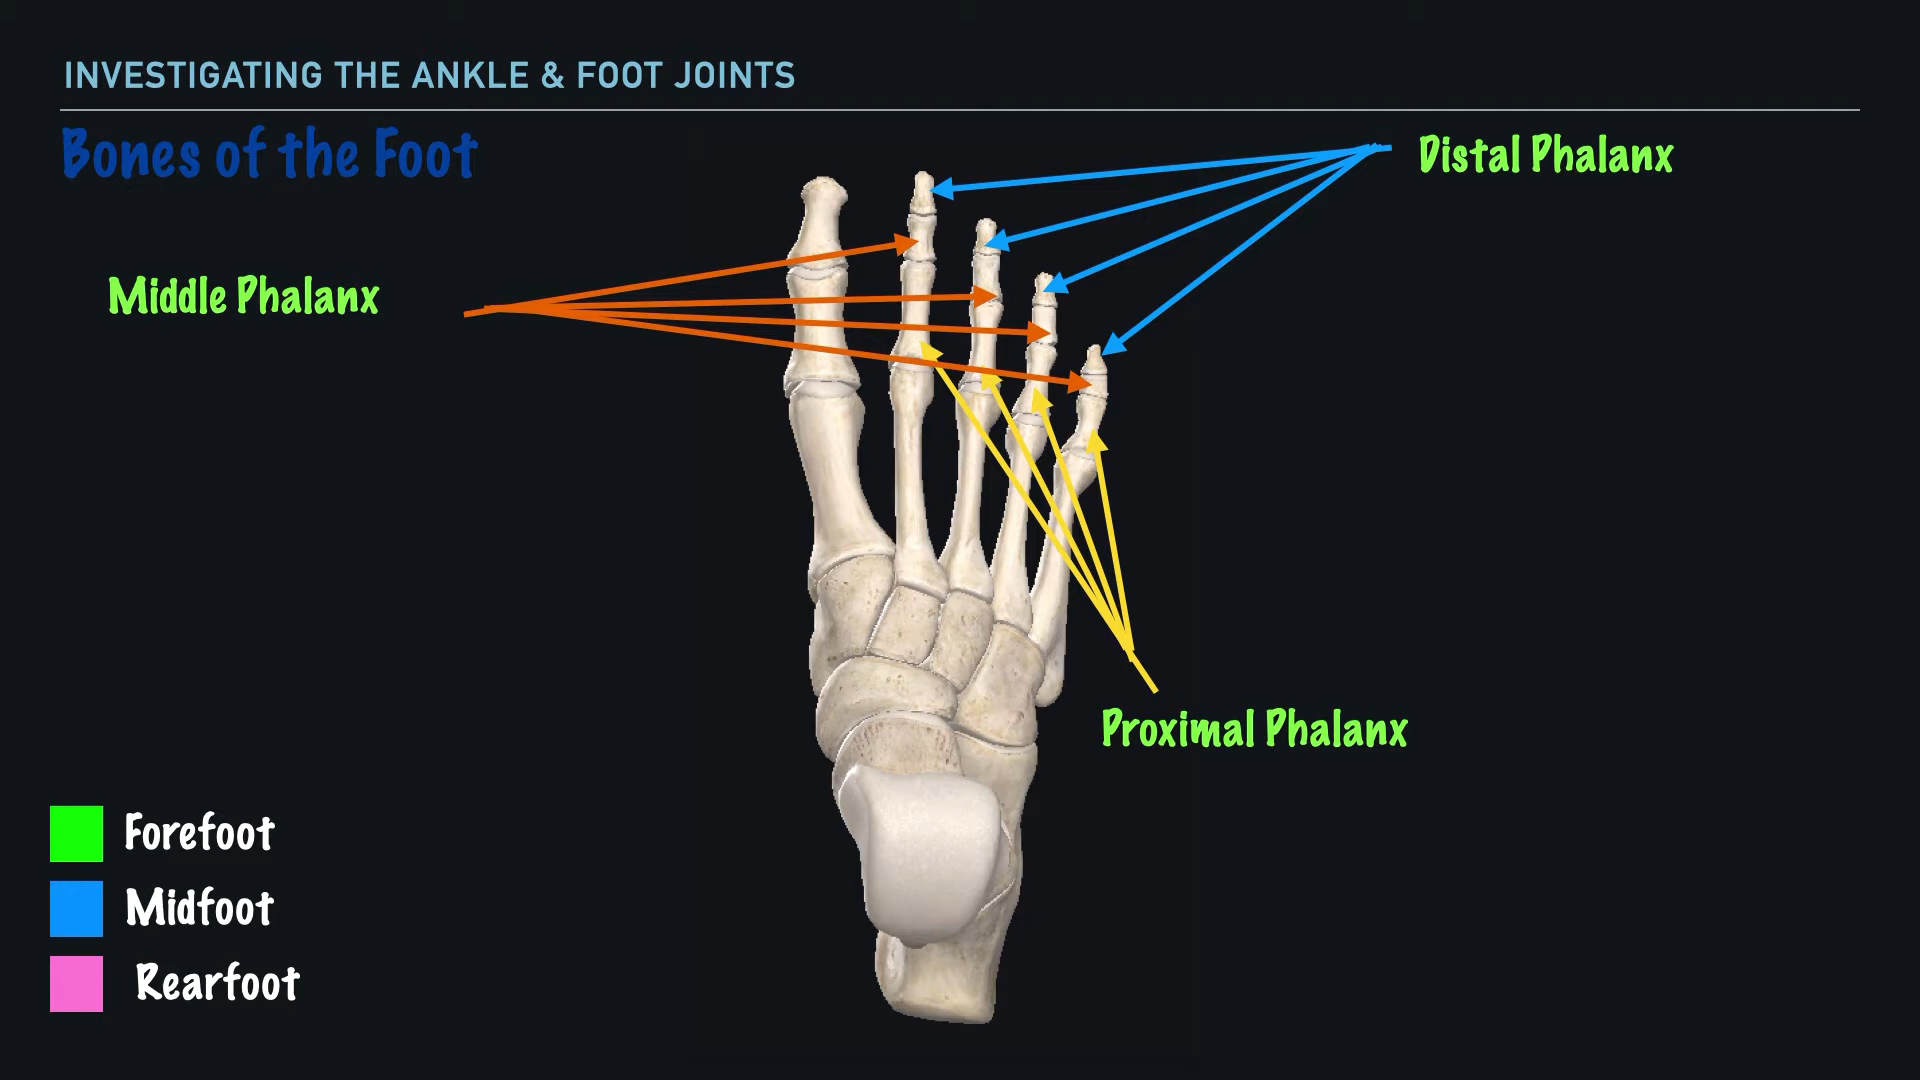 INVESTIGATING THE ANKLE & FOOT JOINTS
Bones of the Foot
Distal Phalanx
Middle Phalanx
Proximal Phalanx
Forefoot
Midfoot
Rearfoot